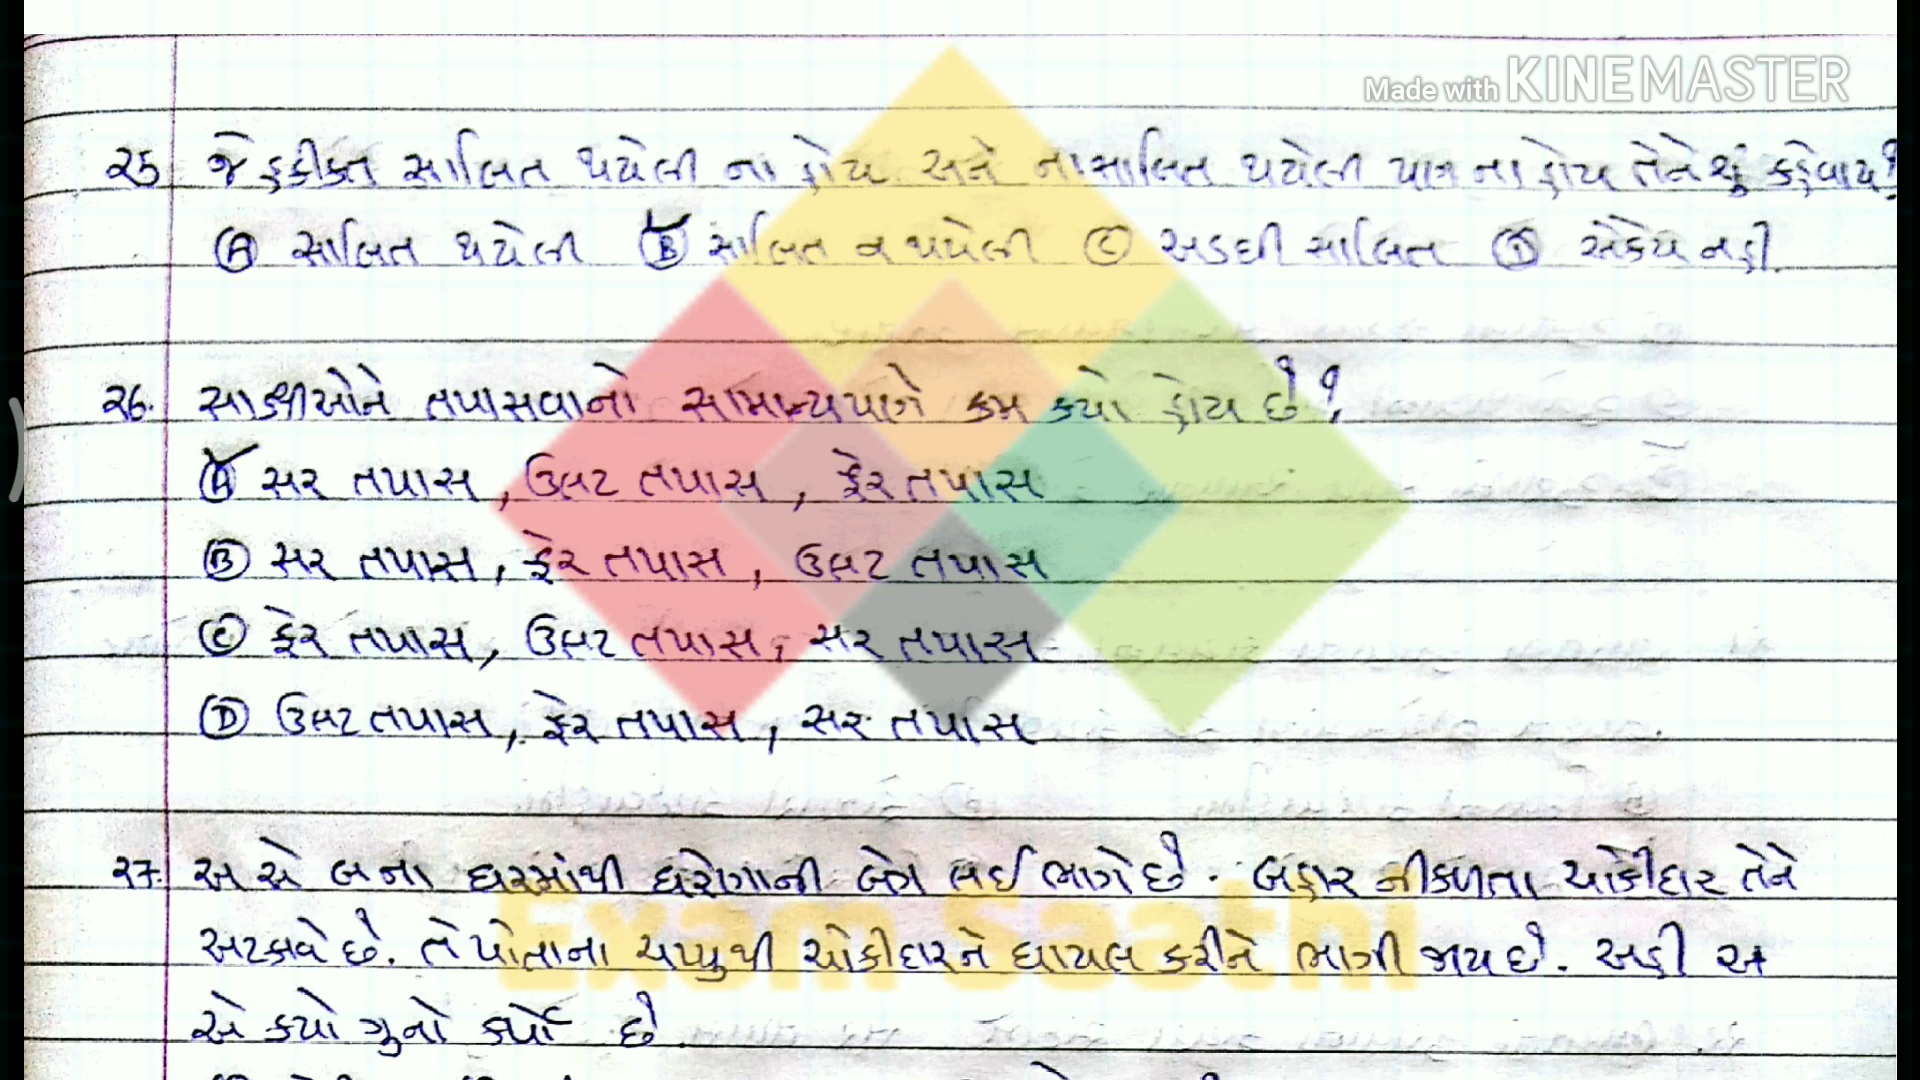 Made with KINEMASTER
૨૫ જે હકીકત સાબિત થયેલી ના હોય અને નાસાબિત થયેલી પણ ના હોય તેને શું કહેવાય?
Ⓐ સાબિત થયેલી Ⓑ સાબિત ન થયેલી Ⓒ અડધી સાબિત Ⓓ એકેય નહી.
૨૬. સાક્ષીઓને તપાસવાનો સામાન્યપણે ક્રમ કયો હોય છે?
Ⓐ સર તપાસ, ઉલટ તપાસ, ફેર તપાસ
Ⓑ સર તપાસ, ફેર તપાસ, ઉલટ તપાસ
Ⓒ ફેર તપાસ, ઉલટ તપાસ, સર તપાસ
Ⓓ ઉલટ તપાસ, ફેર તપાસ, સર તપાસ
૨૭. અ એ બ ના ઘરમાંથી ઘરેણાની બેગ લઈ ભાગે છે. બહાર નીકળતા ચોકીદાર તેને
અટકાવે છે. તે પોતાના ચપ્પુથી ચોકીદારને ઘાયલ કરીને ભાગી જાય છે. અહી અ
એ કયો ગુનો કર્યો છે.
Exam Saathi